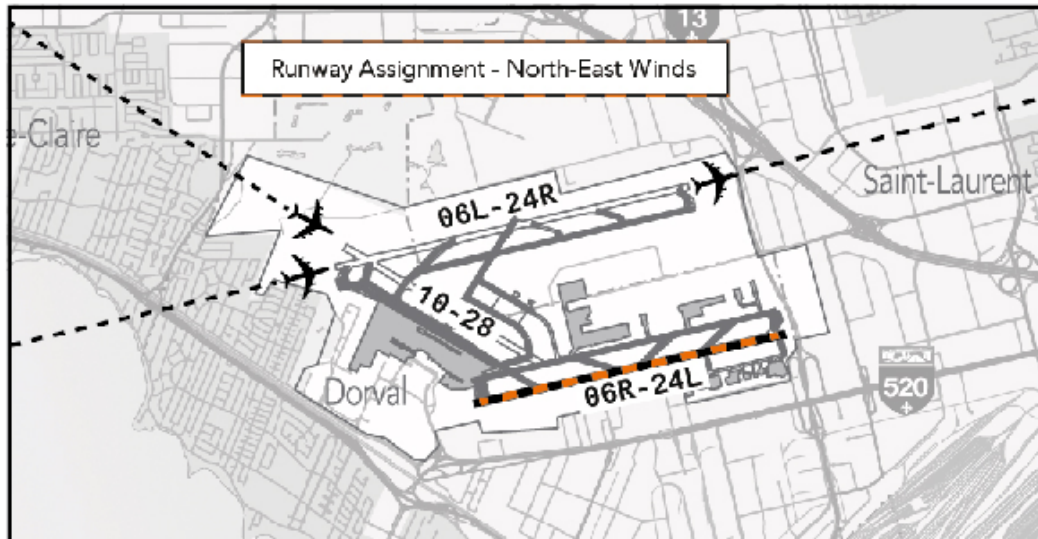 13
Runway Assignment - North-East Winds
e-Claire
Saint-Laurent
06L-24R
10-28
Dorval
06R-24L
520